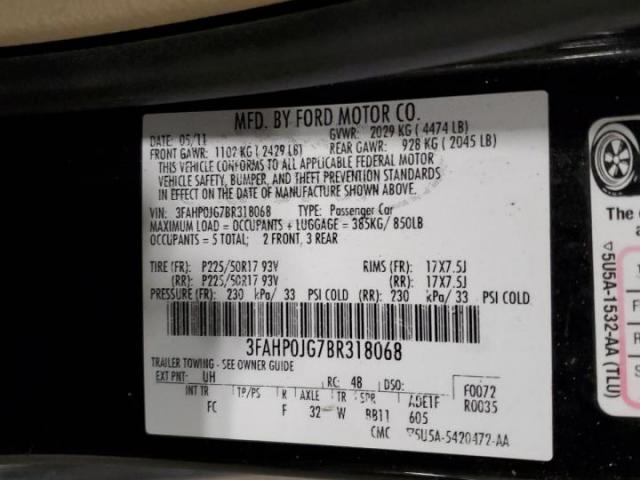 MFD. BY FORD MOTOR CO.
DATE: 05/11 GVWR: 2029 KG ( 4474 LB)
FRONT GAWR: 1102 KG ( 2429 LB) REAR GAWR: 928 KG ( 2045 LB)
THIS VEHICLE CONFORMS TO ALL APPLICABLE FEDERAL MOTOR
VEHICLE SAFETY, BUMPER, AND THEFT PREVENTION STANDARDS
IN EFFECT ON THE DATE OF MANUFACTURE SHOWN ABOVE.
VIN: 3FAHP0JG7BR318068 TYPE: Passenger Car
MAXIMUM LOAD = OCCUPANTS + LUGGAGE = 385KG/ 850LB
OCCUPANTS = 5 TOTAL; 2 FRONT, 3 REAR
TIRE (FR): P225/50R17 93V RIMS (FR): 17X7.5J
(RR): P225/50R17 93V (RR): 17X7.5J
PRESSURE (FR): 230 kPa/ 33 PSI COLD (RR): 230 kPa/ 33 PSI COLD
3FAHP0JG7BR318068
TRAILER TOWING - SEE OWNER GUIDE
EXT PNT: UH RC: 48 DSO: F0072
INT TR TP/PS R AXLE TR SPR R0035
FC F 32 W BB11 605
CMC 5U5A-5420472-AA
The
5U5A-1532-AA (TLU)